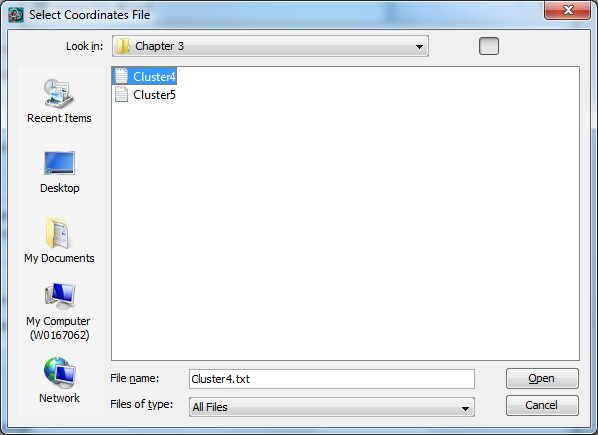 Select Coordinates File
Look in: Chapter 3
Cluster4
Cluster5
Recent Items
Desktop
My Documents
My Computer
(W0167062)
Network
File name: Cluster4.txt Open
Files of type: All Files Cancel